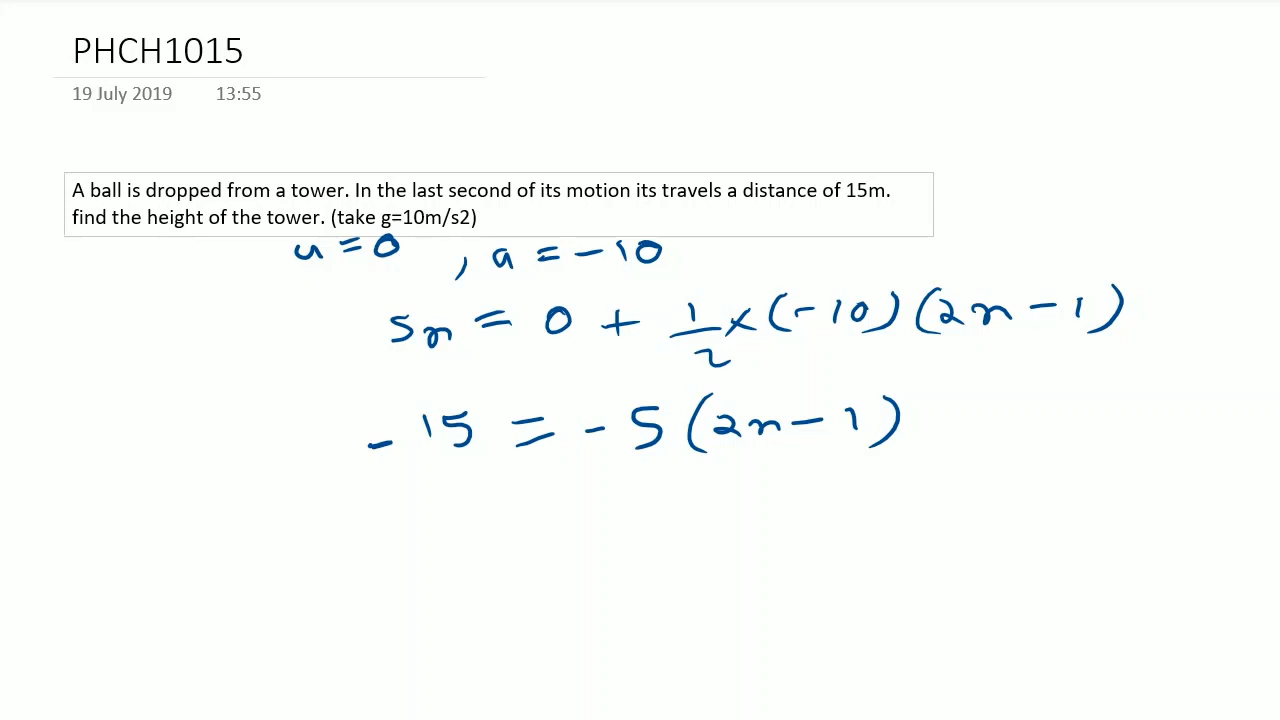 PHCH1015
19 July 2019 13:55
A ball is dropped from a tower. In the last second of its motion its travels a distance of 15m.
find the height of the tower. (take g=10m/s2)
u = 0 , a = -10
Sn = 0 + 1/2 × (-10) (2n - 1)
-15 = -5 (2n - 1)